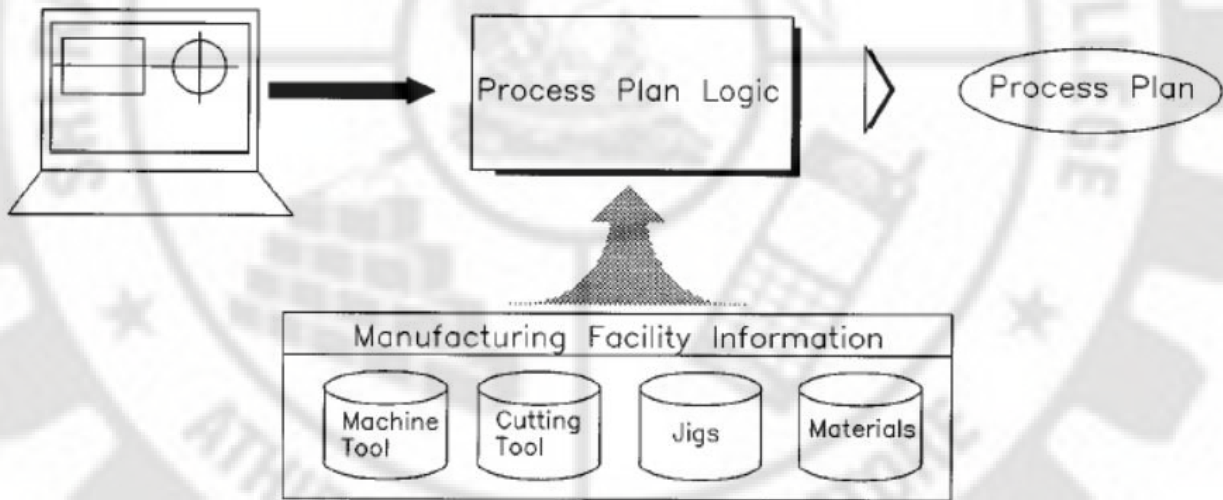 Process Plan Logic
Process Plan
Manufacturing Facility Information
Machine
Tool
Cutting
Tool
Jigs
Materials